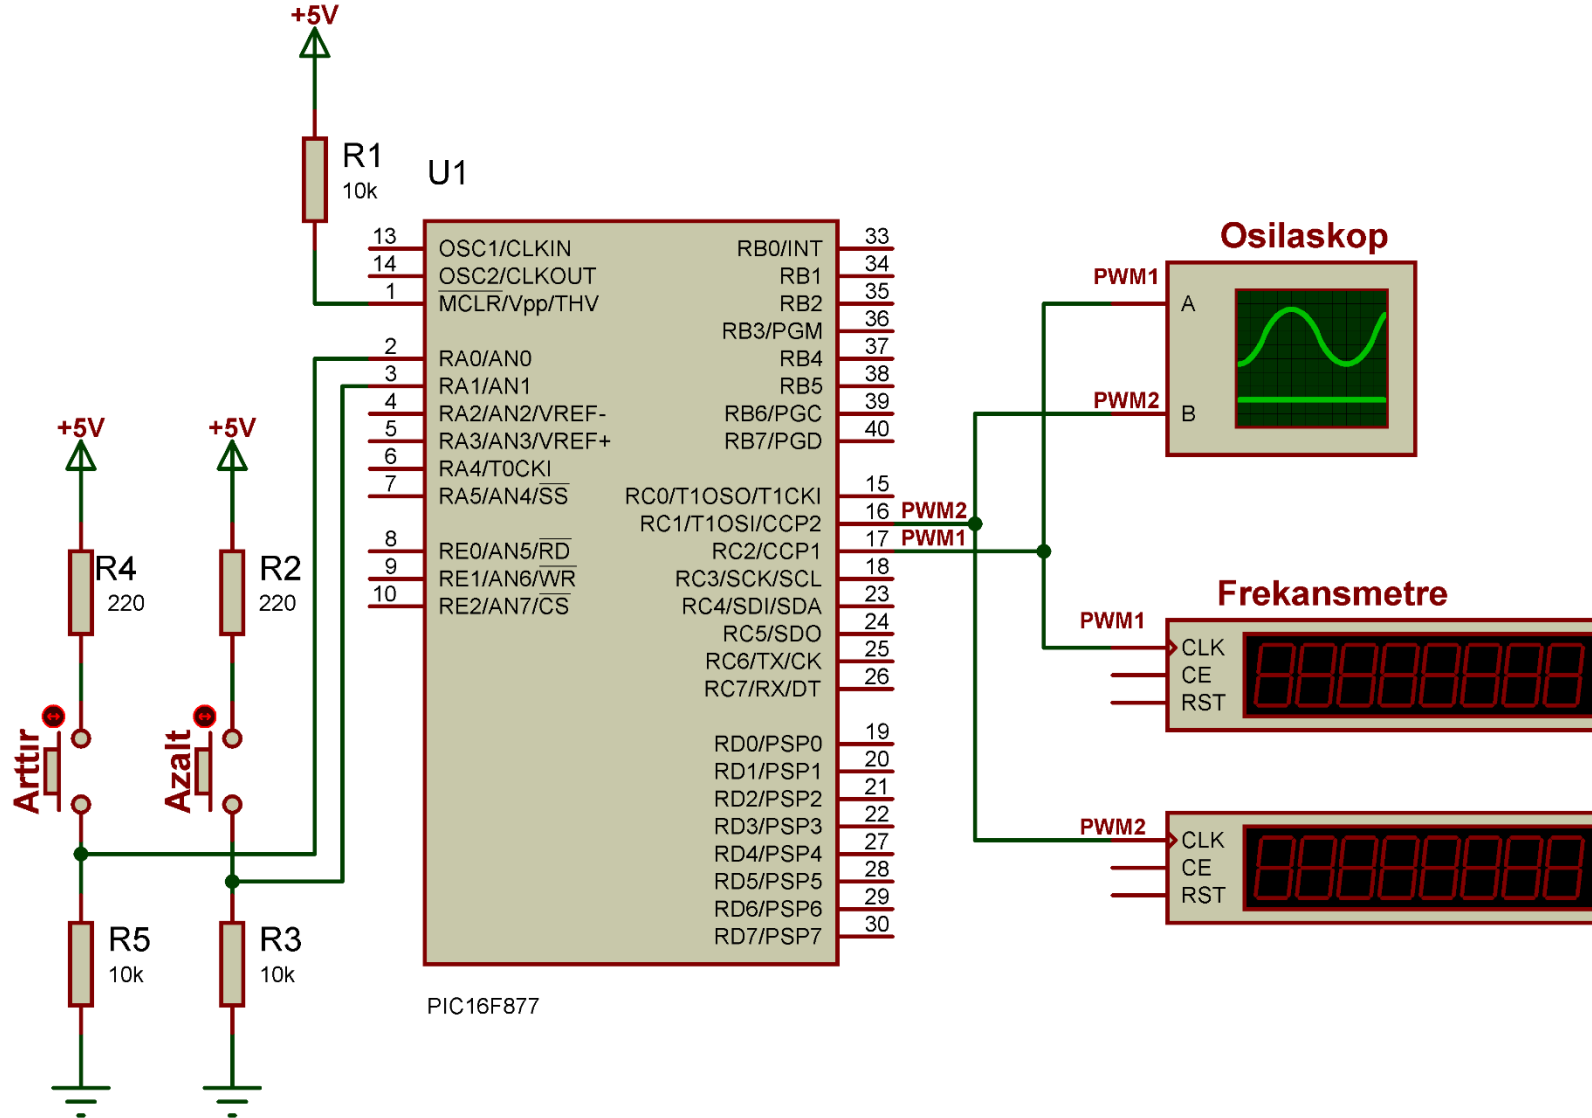 +5V
R1
10k
U1
13
OSC1/CLKIN
14
OSC2/CLKOUT
1
MCLR/Vpp/THV
2
RA0/AN0
3
RA1/AN1
4
RA2/AN2/VREF-
5
RA3/AN3/VREF+
6
RA4/T0CKI
7
RA5/AN4/SS
8
RE0/AN5/RD
9
RE1/AN6/WR
10
RE2/AN7/CS
RB0/INT
33
RB1
34
RB2
35
RB3/PGM
36
RB4
37
RB5
38
RB6/PGC
39
RB7/PGD
40
RC0/T1OSO/T1CKI
15
RC1/T1OSI/CCP2
16
PWM2
RC2/CCP1
17
PWM1
RC3/SCK/SCL
18
RC4/SDI/SDA
23
RC5/SDO
24
RC6/TX/CK
25
RC7/RX/DT
26
RD0/PSP0
19
RD1/PSP1
20
RD2/PSP2
21
RD3/PSP3
22
RD4/PSP4
27
RD5/PSP5
28
RD6/PSP6
29
RD7/PSP7
30
PIC16F877
+5V
+5V
R4
220
R2
220
Arttır
Azalt
R5
10k
R3
10k
Osilaskop
PWM1
A
PWM2
B
Frekansmetre
PWM1
CLK
CE
RST
PWM2
CLK
CE
RST